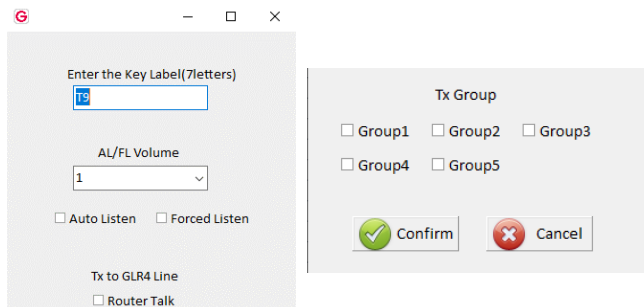 G
Enter the Key Label(7letters)
T9
AL/FL Volume
1
Auto Listen Forced Listen
Tx to GLR4 Line
Router Talk
Tx Group
Group1 Group2 Group3
Group4 Group5
Confirm Cancel